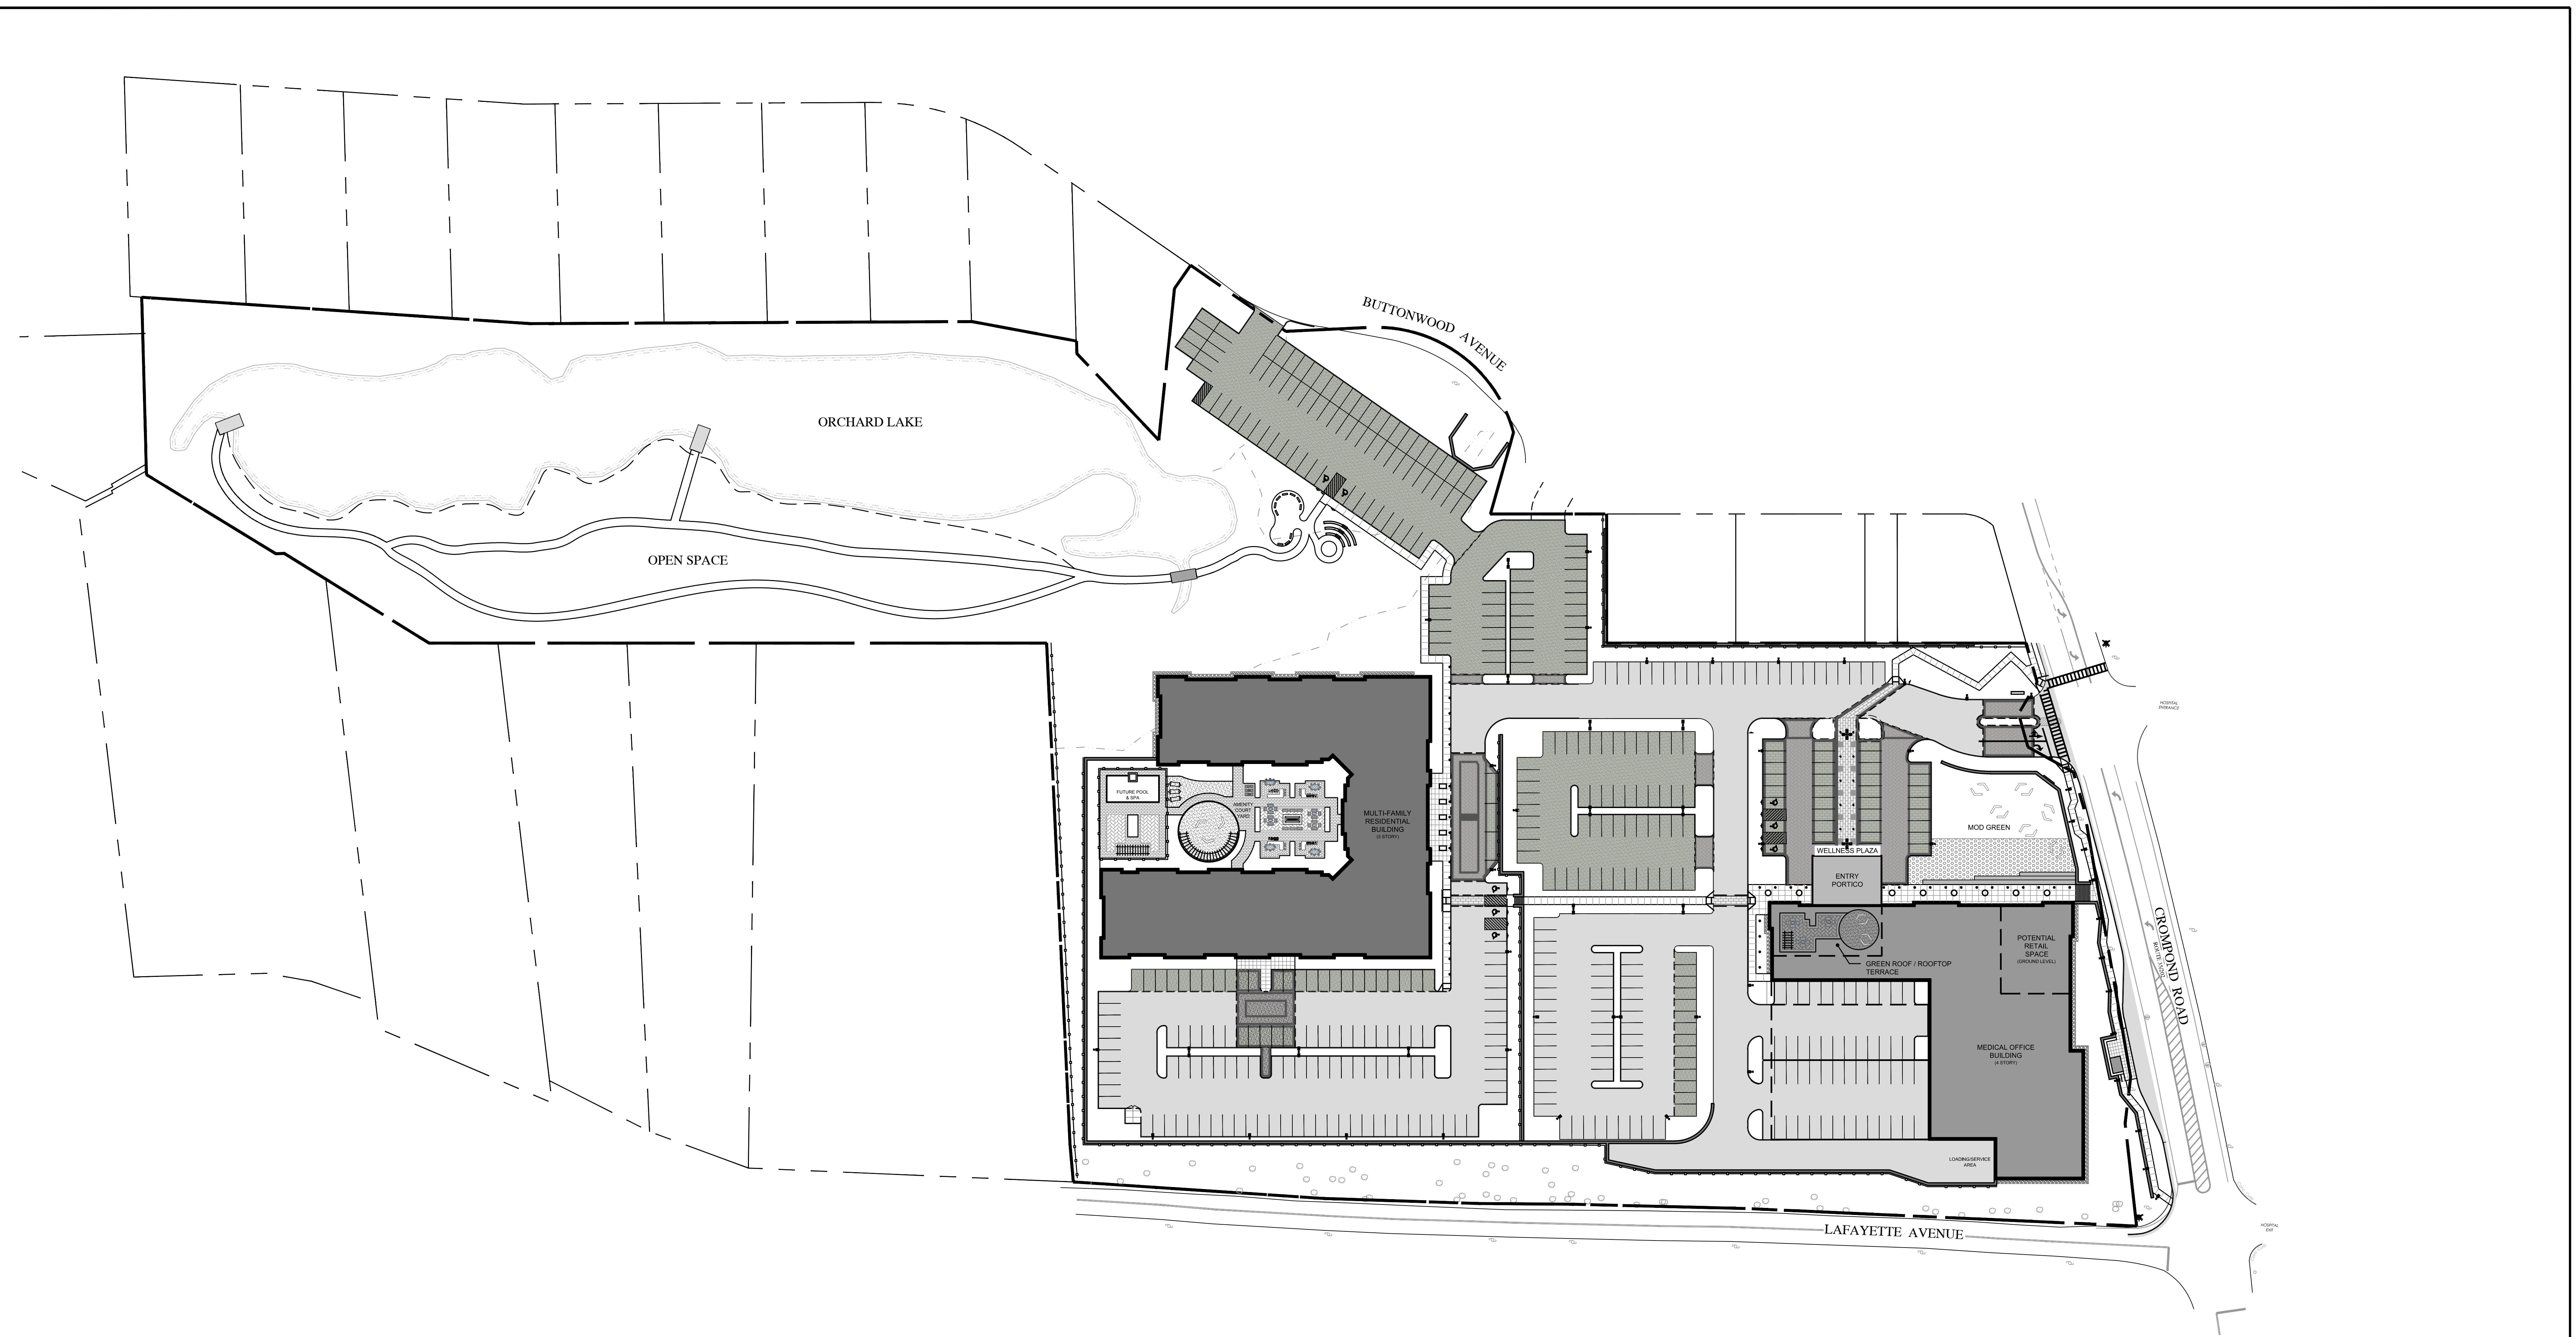 BUTTONWOOD AVENUE
ORCHARD LAKE
OPEN SPACE
HOSPITAL
ENTRANCE
FUTURE POOL
& SPA
AMENITY
COURT
YARD
MULTI-FAMILY
RESIDENTIAL
BUILDING
MOD GREEN
WELLNESS PLAZA
ENTRY
PORTICO
CROMPOND ROAD
POTENTIAL
RETAIL
SPACE
(GROUND LEVEL)
GREEN ROOF / ROOFTOP
TERRACE
MEDICAL OFFICE
BUILDING
(4 STORY)
LOADING/SERVICE
AREA
LAFAYETTE AVENUE
HOSPITAL
EXIT